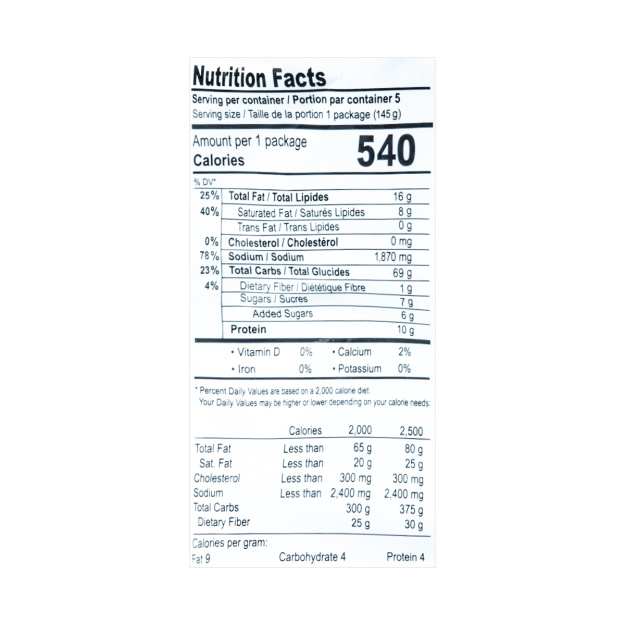 Nutrition Facts
Serving per container / Portion par container 5
Serving size / Taille de la portion 1 package (145 g)
Amount per 1 package
Calories 540
% DV*
25% Total Fat / Total Lipides 16 g
40% Saturated Fat / Saturés Lipides 8 g
Trans Fat / Trans Lipides 0 g
0% Cholesterol / Cholestérol 0 mg
78% Sodium / Sodium 1,870 mg
23% Total Carbs / Total Glucides 69 g
4% Dietary Fiber / Diététique Fibre 1 g
Sugars / Sucres 7 g
Added Sugars 6 g
Protein 10 g
• Vitamin D 0% • Calcium 2%
• Iron 0% • Potassium 0%
* Percent Daily Values are based on a 2,000 calorie diet.
Your Daily Values may be higher or lower depending on your calorie needs:
Calories 2,000 2,500
Total Fat Less than 65 g 80 g
Sat. Fat Less than 20 g 25 g
Cholesterol Less than 300 mg 300 mg
Sodium Less than 2,400 mg 2,400 mg
Total Carbs 300 g 375 g
Dietary Fiber 25 g 30 g
Calories per gram:
Fat 9 Carbohydrate 4 Protein 4